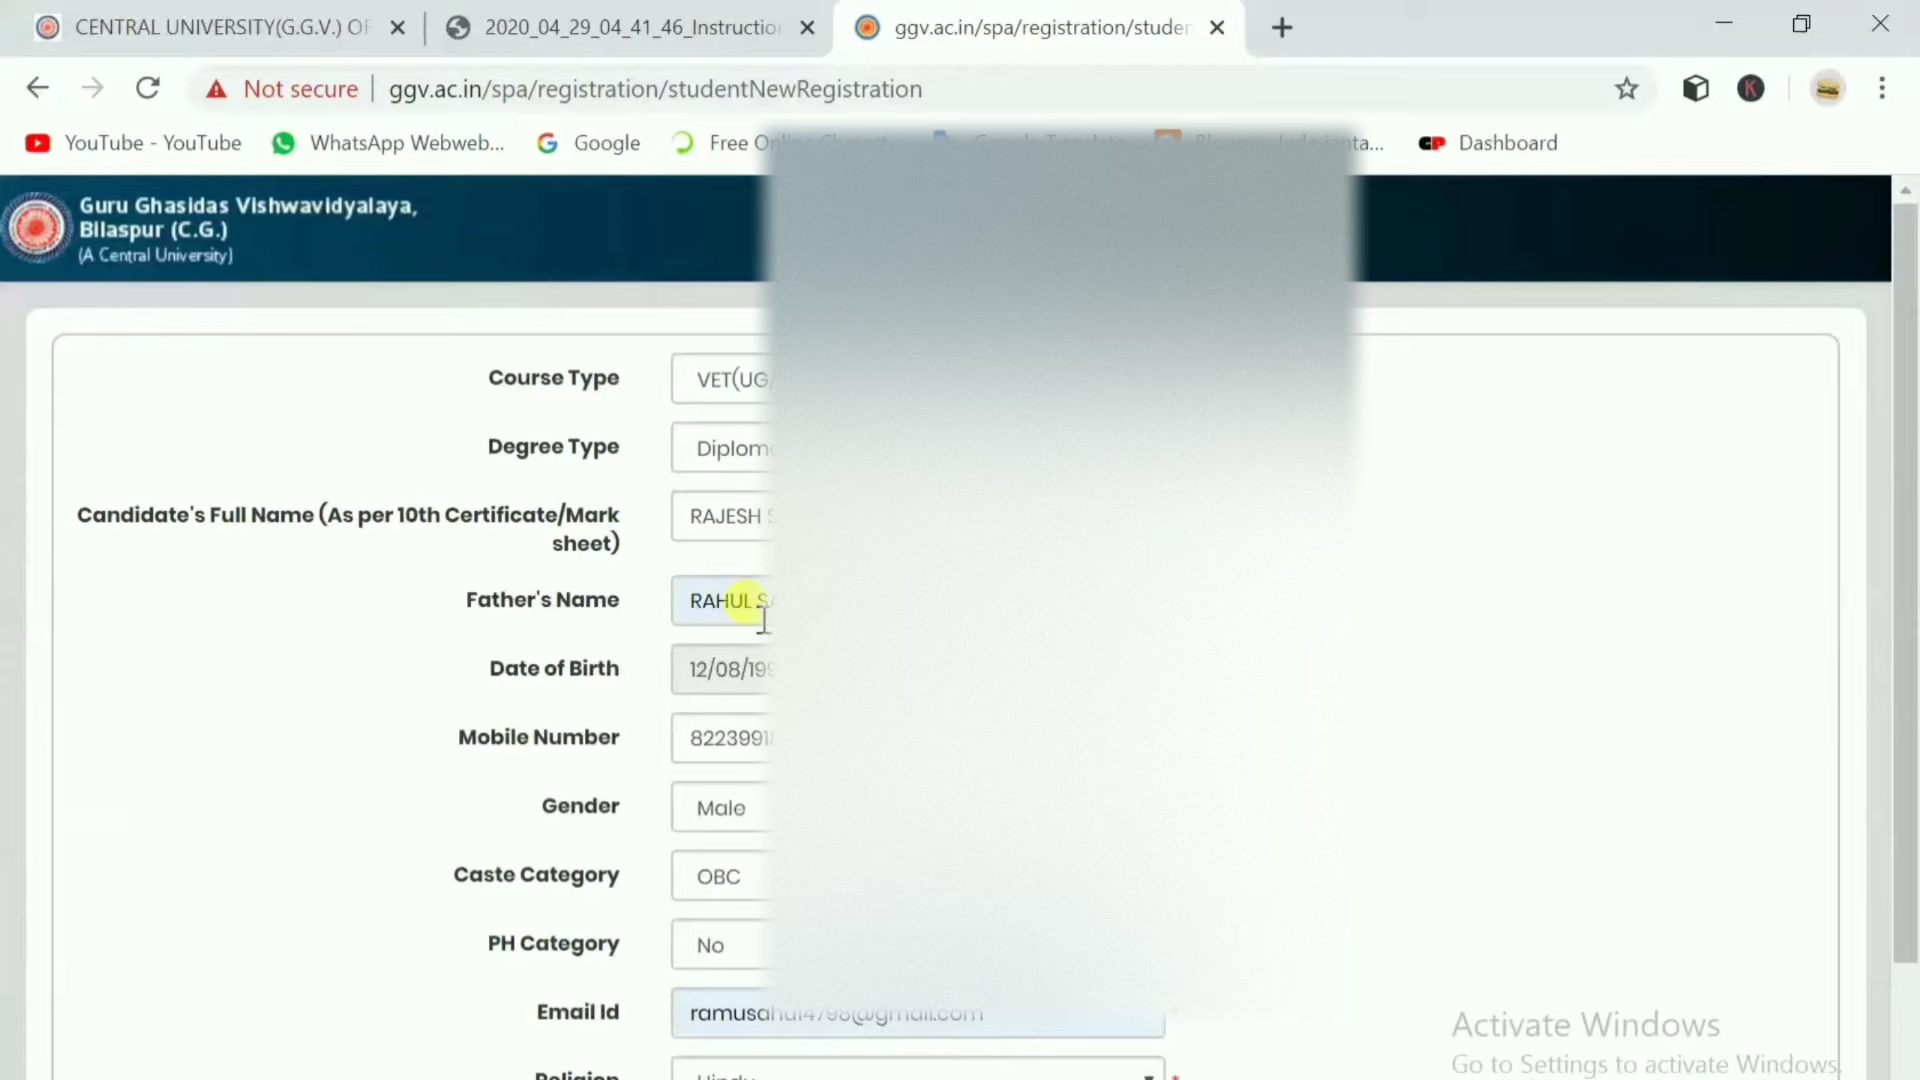 CENTRAL UNIVERSITY(G.G.V.) OF
2020_04_29_04_41_46_Instructio
ggv.ac.in/spa/registration/studen
Not secure
ggv.ac.in/spa/registration/studentNewRegistration
K
YouTube - YouTube
WhatsApp Webweb...
Google
Free
Dashboard
Guru Ghasidas Vishwavidyalaya,
Bilaspur (C.G.)
(A Central University)
Course Type
VET(UG/
Degree Type
Diplom
Candidate's Full Name (As per 10th Certificate/Mark
sheet)
RAJESH
Father's Name
RAHUL
Date of Birth
12/08/199
Mobile Number
8223991
Gender
Male
Caste Category
OBC
PH Category
No
Email Id
Religion
Hindu
*
Activate Windows
Go to Settings to activate Windows.